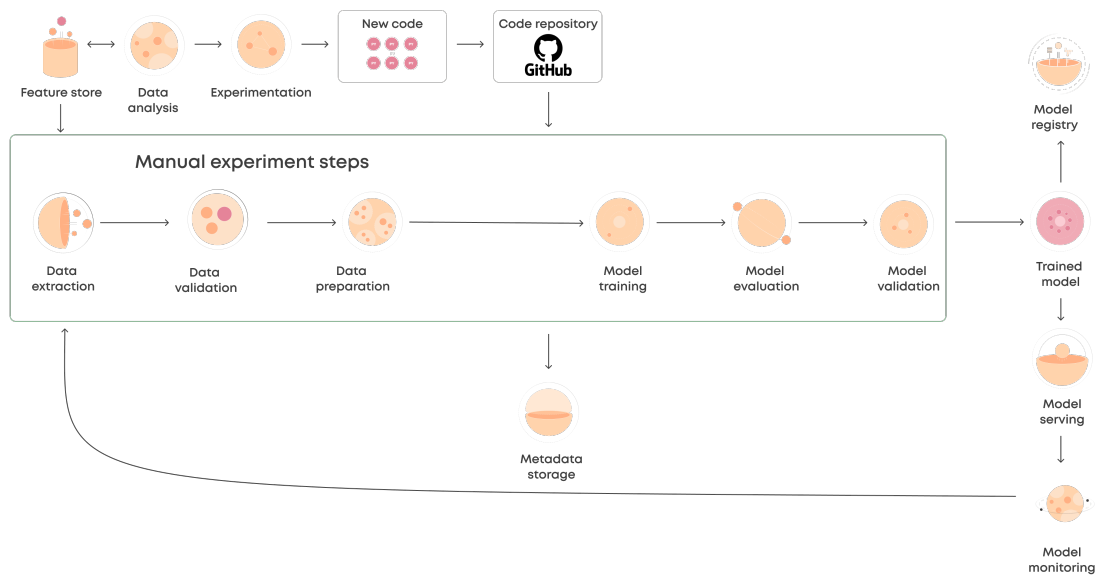 New code
Code repository
GitHub
Feature store
Data
analysis
Experimentation
Model
registry
Manual experiment steps
Data
extraction
Data
validation
Data
preparation
Model
training
Model
evaluation
Model
validation
Trained
model
Model
serving
Metadata
storage
Model
monitoring